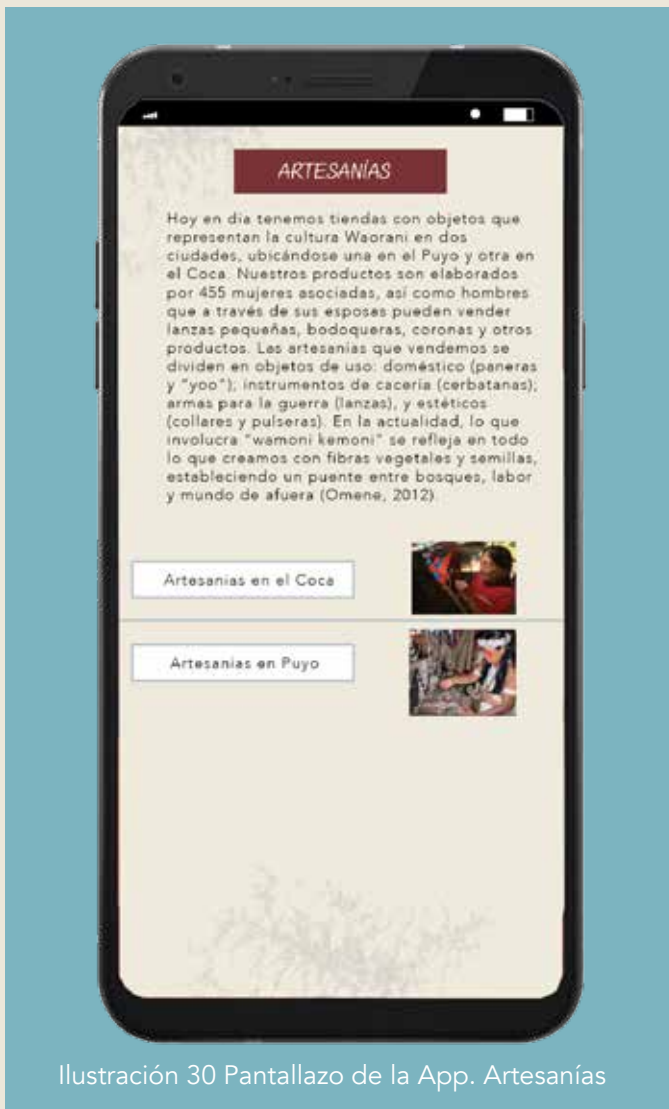 ARTESANÍAS
Hoy en día tenemos tiendas con objetos que
representan la cultura Waorani en dos
ciudades, ubicándose una en el Puyo y otra en
el Coca. Nuestros productos son elaborados
por 455 mujeres asociadas, así como hombres
que a través de sus esposas pueden vender
lanzas pequeñas, bodoqueras, coronas y otros
productos. Las artesanías que vendemos se
dividen en objetos de uso: doméstico (paneras
y "yoo"); instrumentos de cacería (cerbatanas);
armas para la guerra (lanzas), y estéticos
(collares y pulseras). En la actualidad, lo que
involucra "wamoni kemoni" se refleja en todo
lo que creamos con fibras vegetales y semillas,
estableciendo un puente entre bosques, labor
y mundo de afuera (Omene, 2012).
Artesanias en el Coca
Artesanias en Puyo
Ilustración 30 Pantallazo de la App. Artesanías